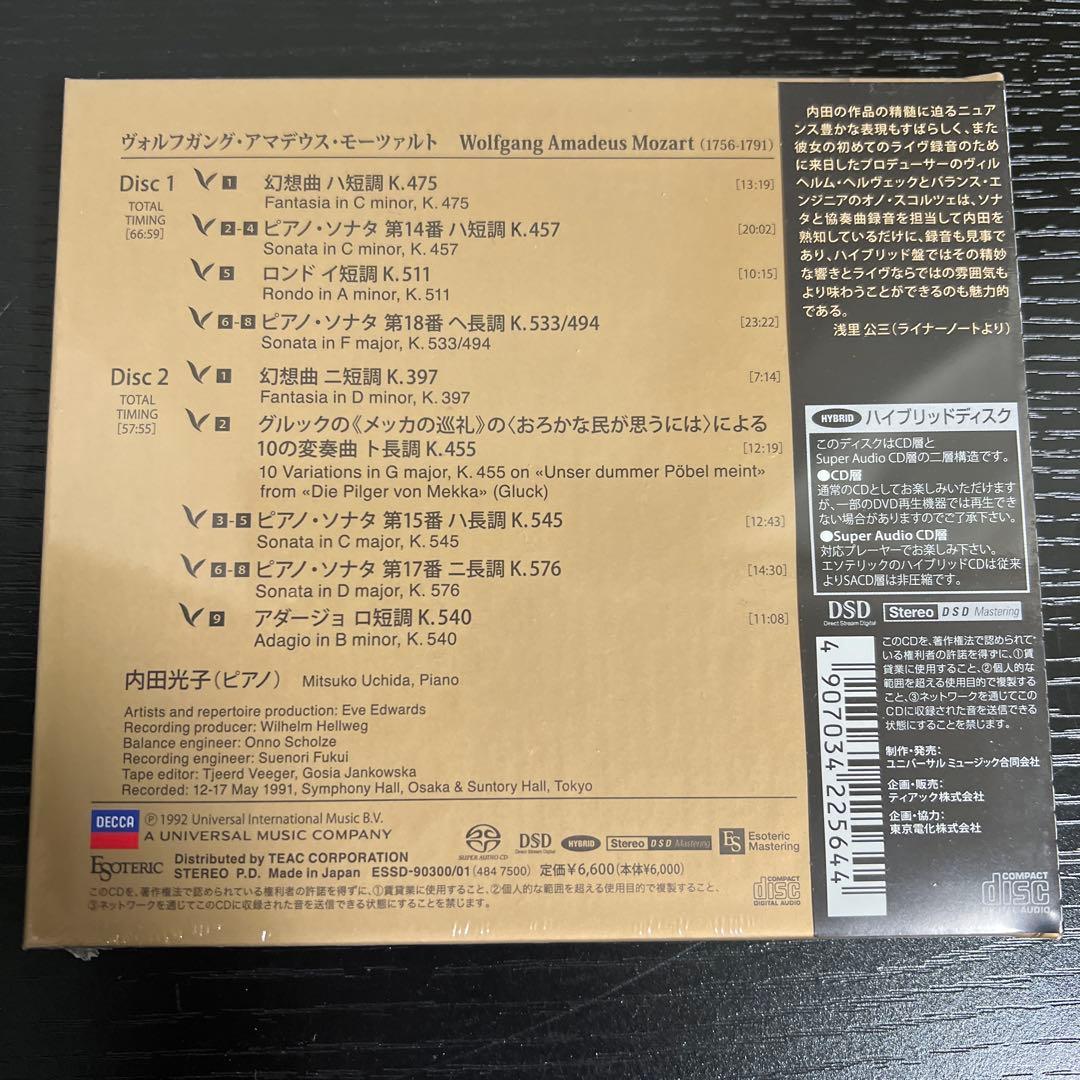 ヴォルフガング・アマデウス・モーツァルト Wolfgang Amadeus Mozart (1756-1791)
Disc 1
TOTAL
TIMING
[66:59]
1 幻想曲 ハ短調 K.475 [13:19]
Fantasia in C minor, K. 475
2-4 ピアノ・ソナタ 第14番 ハ短調 K.457 [20:02]
Sonata in C minor, K. 457
5 ロンド イ短調 K.511 [10:15]
Rondo in A minor, K. 511
6-8 ピアノ・ソナタ 第18番 ヘ長調 K.533/494 [23:22]
Sonata in F major, K. 533/494
Disc 2
TOTAL
TIMING
[57:55]
1 幻想曲 ニ短調 K.397 [7:14]
Fantasia in D minor, K. 397
2 グルックの《メッカの巡礼》の〈おろかな民が思うには〉による
10の変奏曲 ト長調 K.455 [12:19]
10 Variations in G major, K. 455 on «Unser dummer Pöbel meint»
from «Die Pilger von Mekka» (Gluck)
3-5 ピアノ・ソナタ 第15番 ハ長調 K.545 [12:43]
Sonata in C major, K. 545
6-8 ピアノ・ソナタ 第17番 ニ長調 K.576 [14:30]
Sonata in D major, K. 576
9 アダージョ ロ短調 K.540 [11:08]
Adagio in B minor, K. 540
内田光子(ピアノ) Mitsuko Uchida, Piano
Artists and repertoire production: Eve Edwards
Recording producer: Wilhelm Hellweg
Balance engineer: Onno Scholze
Recording engineer: Suenori Fukui
Tape editor: Tjeerd Veeger, Gosia Jankowska
Recorded: 12-17 May 1991, Symphony Hall, Osaka & Suntory Hall, Tokyo
DECCA
℗ 1992 Universal International Music B.V.
A UNIVERSAL MUSIC COMPANY
SUPER AUDIO CD
DSD
Direct Stream Digital
HYBRID
Stereo DSD Mastering
ES Esoteric
Mastering
ESOTERIC
Distributed by TEAC CORPORATION
STEREO P.D. Made in Japan ESSD-90300/01 (484 7500) 定価¥6,600(本体¥6,000)
COMPACT
disc
DIGITAL AUDIO
このCDを、著作権法で認められている権利者の許諾を得ずに、①賃貸業に使用すること、②個人的な範囲を超える使用目的で複製すること、
③ネットワークを通じてこのCDに収録された音を送信できる状態にすることを禁じます。
内田の作品の精髄に迫るニュア
ンス豊かな表現もすばらしく、また
彼女の初めてのライヴ録音のため
に来日したプロデューサーのヴィル
ヘルム・ヘルヴェックとバランス・エ
ンジニアのオノ・スコルツェは、ソナ
タと協奏曲録音を担当して内田を
熟知しているだけに、録音も見事で
あり、ハイブリッド盤ではその精妙
な響きとライヴならではの雰囲気も
より味わうことができるのも魅力的
である。
浅里 公三(ライナーノートより)
HYBRID ハイブリッドディスク
このディスクはCD層と
Super Audio CD層の二層構造です。
●CD層
通常のCDとしてお楽しみいただけます
が、一部のDVD再生機器では再生でき
ない場合がありますのでご了承下さい。
●Super Audio CD層
対応プレーヤーでお楽しみ下さい。
エソテリックのハイブリッドCDは従来
よりSACD層は非圧縮です。
DSD
Direct Stream Digital
Stereo DSD Mastering
4 907034 225644
このCDを、著作権法で認められて
いる権利者の許諾を得ずに、①賃
貸業に使用すること、②個人的な
範囲を超える使用目的で複製する
こと、③ネットワークを通じてこの
CDに収録された音を送信できる
状態にすることを禁じます。
制作・発売:
ユニバーサル ミュージック合同会社
企画・販売:
ティアック株式会社
企画・協力:
東京電化株式会社
COMPACT
disc
DIGITAL AUDIO